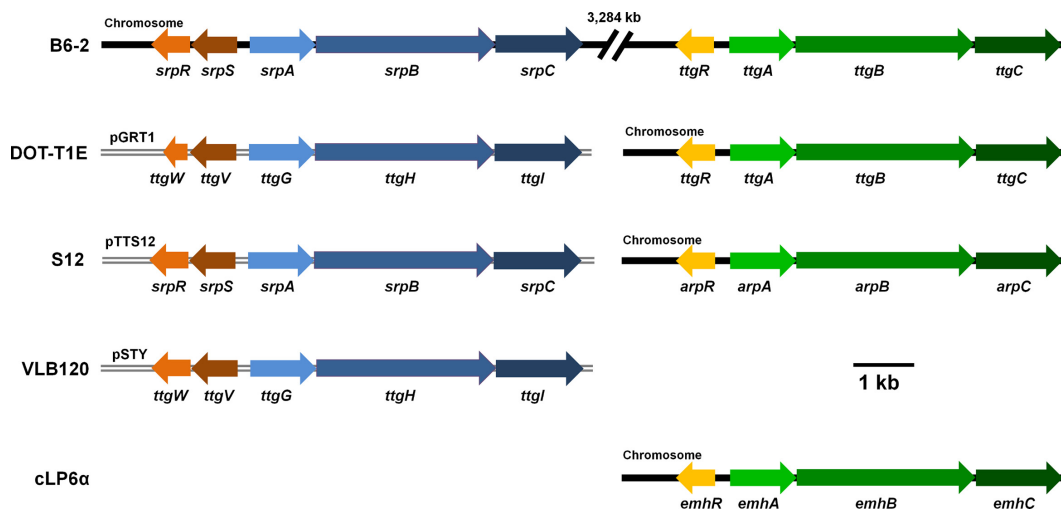 Chromosome 3,284 kb
B6-2
srpR srpS srpA srpB srpC ttgR ttgA ttgB ttgC
pGRT1 Chromosome
DOT-T1E
ttgW ttgV ttgG ttgH ttgI ttgR ttgA ttgB ttgC
pTTS12 Chromosome
S12
srpR srpS srpA srpB srpC arpR arpA arpB arpC
pSTY
VLB120
1 kb
ttgW ttgV ttgG ttgH ttgI
Chromosome
cLP6α
emhR emhA emhB emhC